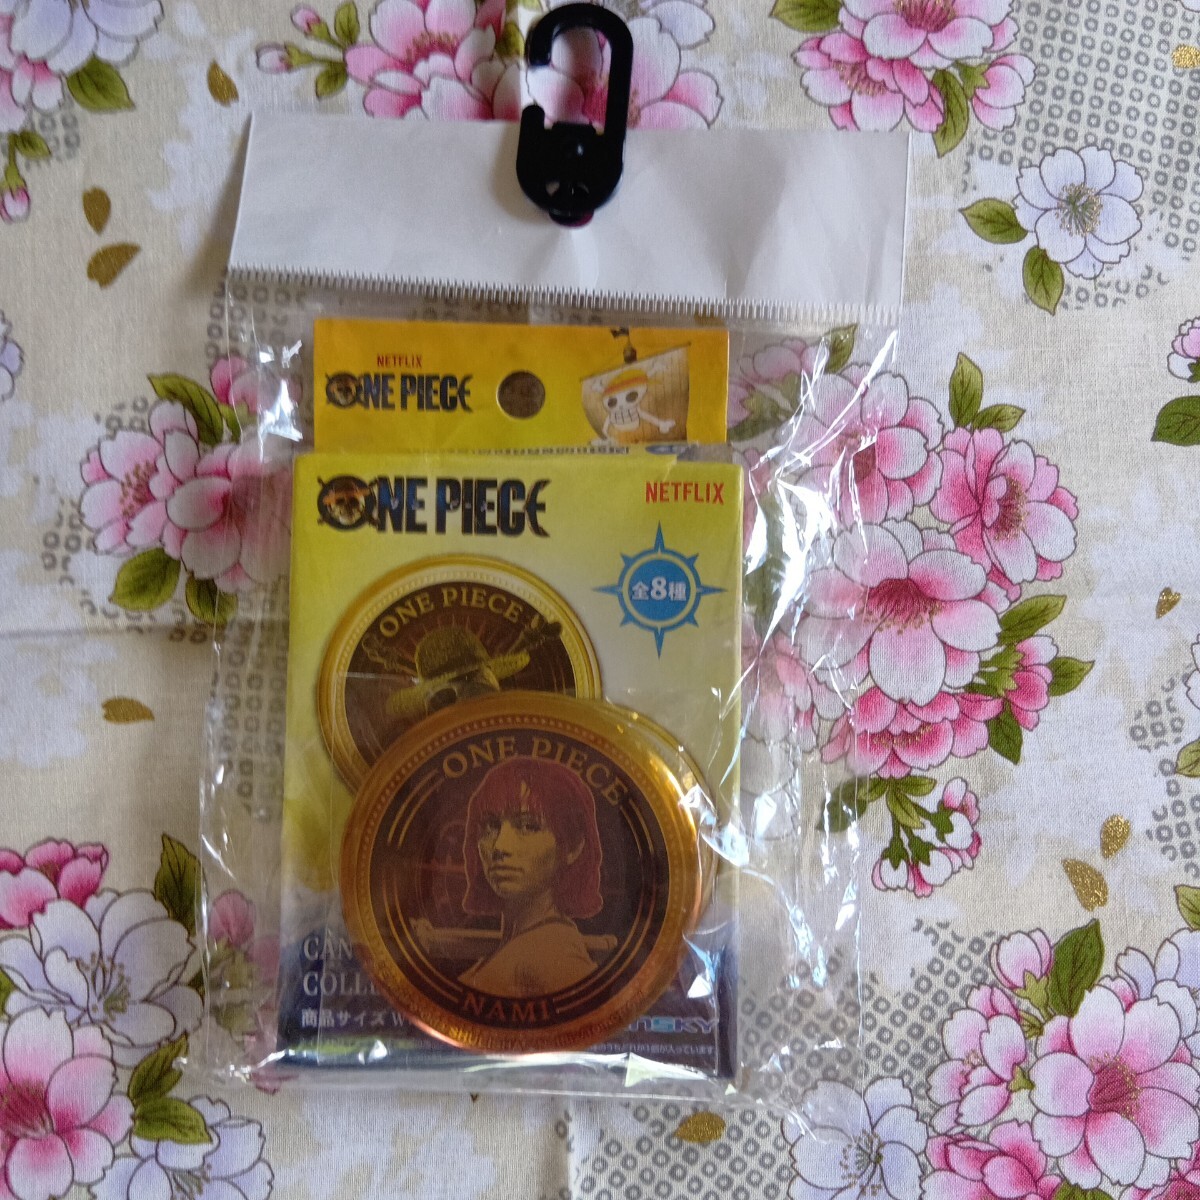 NETFLIX
ONE PIECE
ONE PIECE
NETFLIX
全8種
ONE PIECE
ONE PIECE
NAMI
CAN
COLL
商品サイズ W